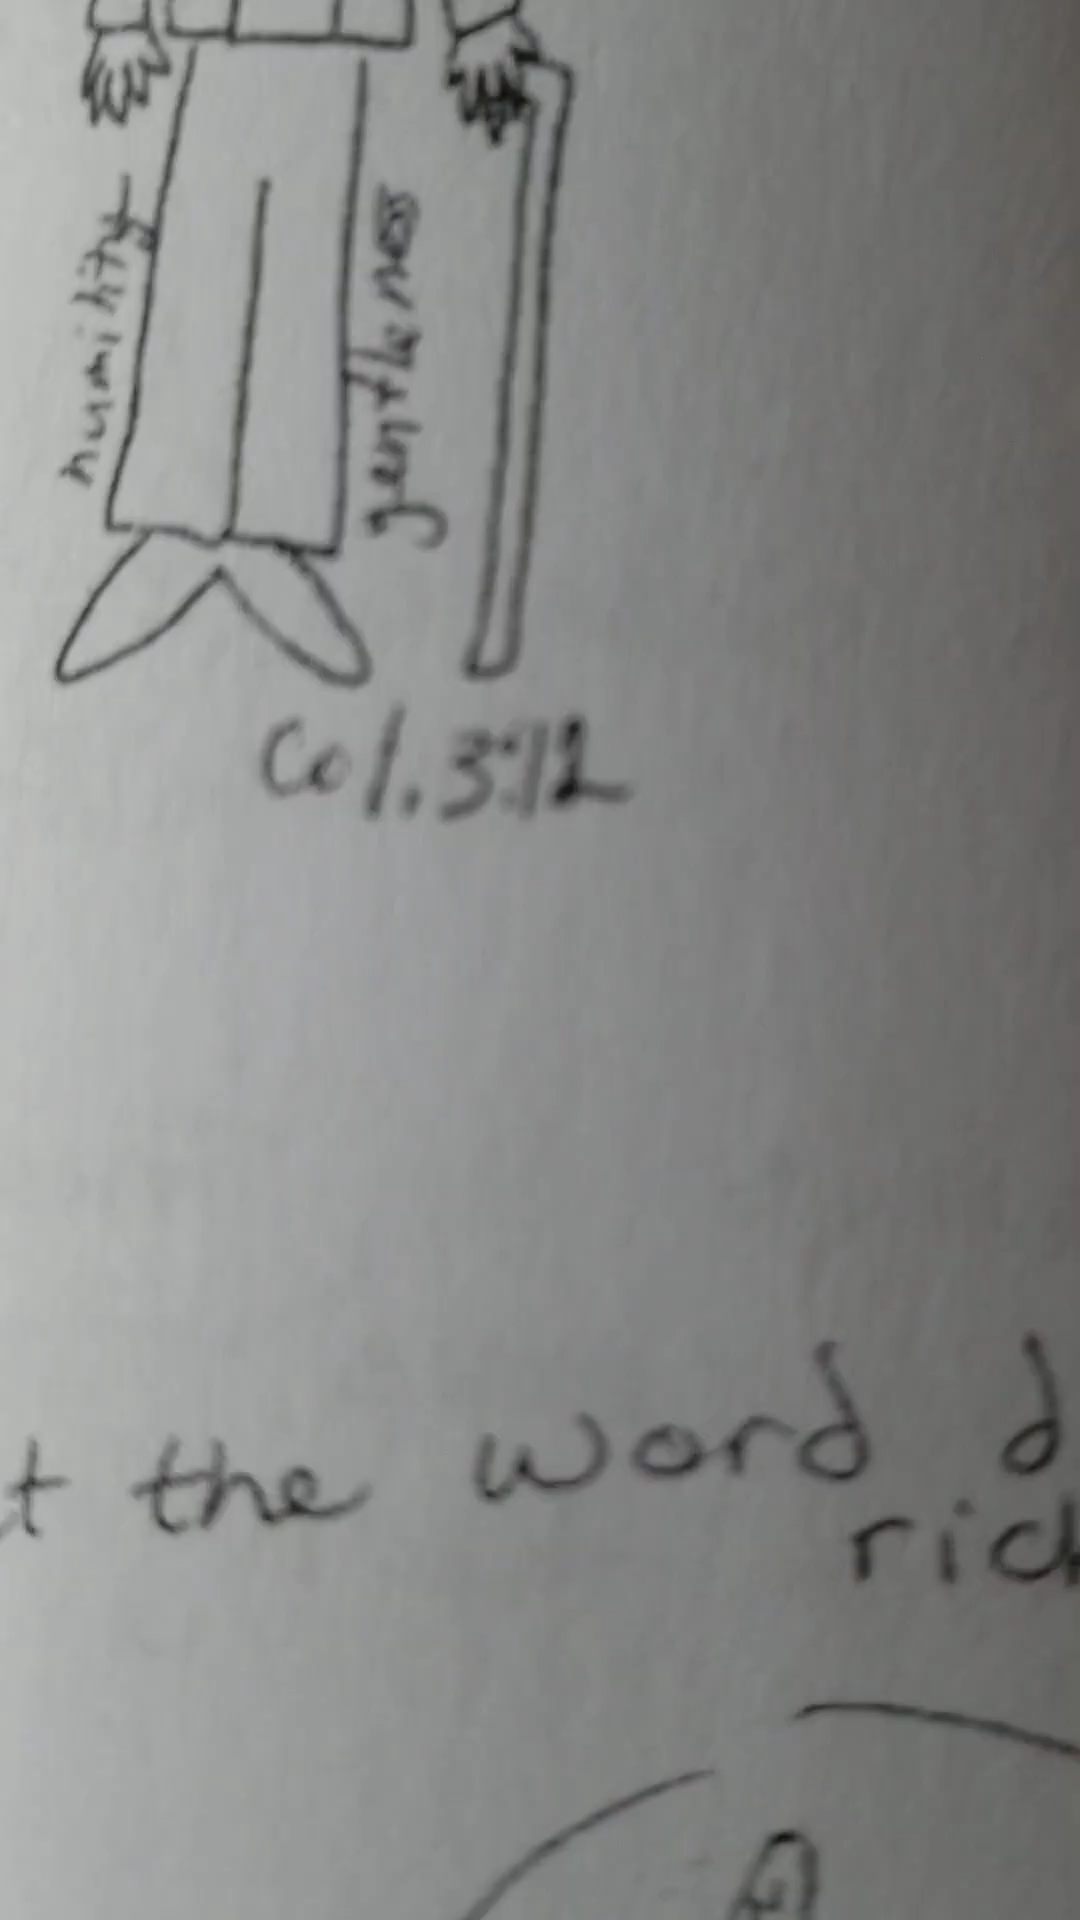 humility
gentleness
Col. 3:12
t the word d
rich